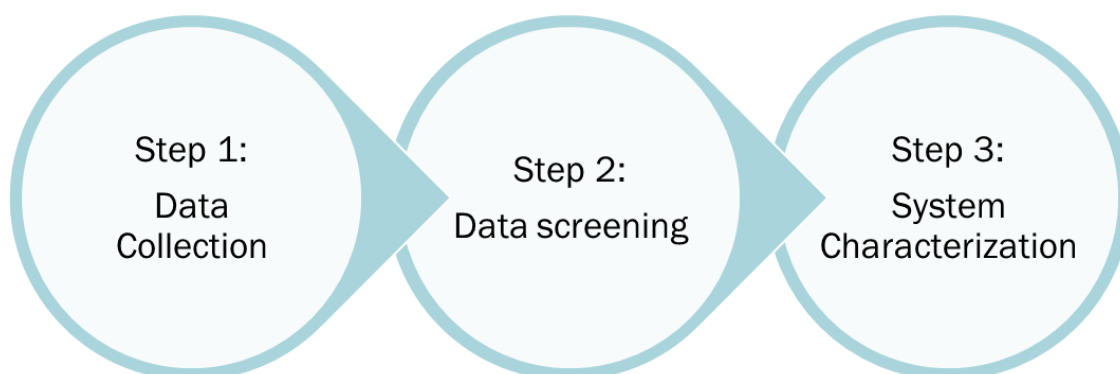 Step 1:
Data
Collection
Step 2:
Data screening
Step 3:
System
Characterization